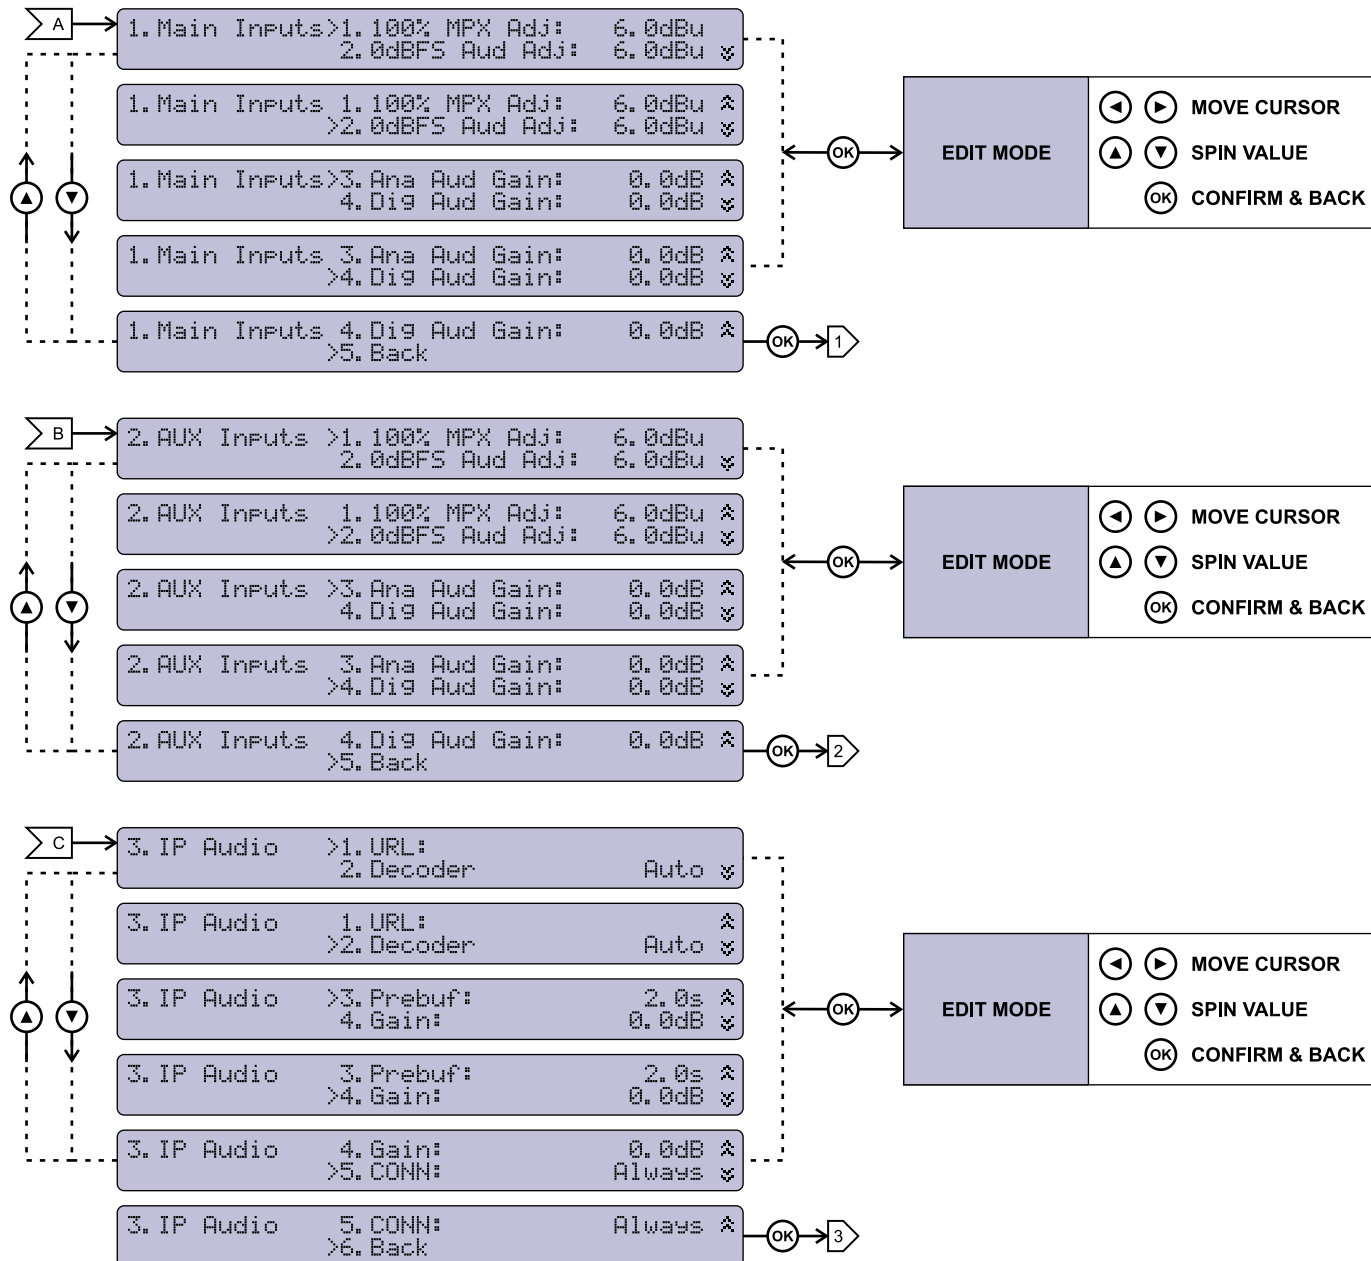 A
1.Main Inputs>1.100% MPX Adj: 6.0dBu
2.0dBFS Aud Adj: 6.0dBu
1.Main Inputs 1.100% MPX Adj: 6.0dBu
>2.0dBFS Aud Adj: 6.0dBu
1.Main Inputs>3.Ana Aud Gain: 0.0dB
4.Dig Aud Gain: 0.0dB
1.Main Inputs 3.Ana Aud Gain: 0.0dB
>4.Dig Aud Gain: 0.0dB
1.Main Inputs 4.Dig Aud Gain: 0.0dB
>5.Back
OK
1
OK
EDIT MODE
MOVE CURSOR
SPIN VALUE
OK CONFIRM & BACK
B
2.AUX Inputs >1.100% MPX Adj: 6.0dBu
2.0dBFS Aud Adj: 6.0dBu
2.AUX Inputs 1.100% MPX Adj: 6.0dBu
>2.0dBFS Aud Adj: 6.0dBu
2.AUX Inputs >3.Ana Aud Gain: 0.0dB
4.Dig Aud Gain: 0.0dB
2.AUX Inputs 3.Ana Aud Gain: 0.0dB
>4.Dig Aud Gain: 0.0dB
2.AUX Inputs 4.Dig Aud Gain: 0.0dB
>5.Back
OK
2
OK
EDIT MODE
MOVE CURSOR
SPIN VALUE
OK CONFIRM & BACK
C
3.IP Audio >1.URL:
2.Decoder Auto
3.IP Audio 1.URL:
>2.Decoder Auto
3.IP Audio >3.Prebuf: 2.0s
4.Gain: 0.0dB
3.IP Audio 3.Prebuf: 2.0s
>4.Gain: 0.0dB
3.IP Audio 4.Gain: 0.0dB
>5.CONN: Always
3.IP Audio 5.CONN: Always
>6.Back
OK
3
OK
EDIT MODE
MOVE CURSOR
SPIN VALUE
OK CONFIRM & BACK